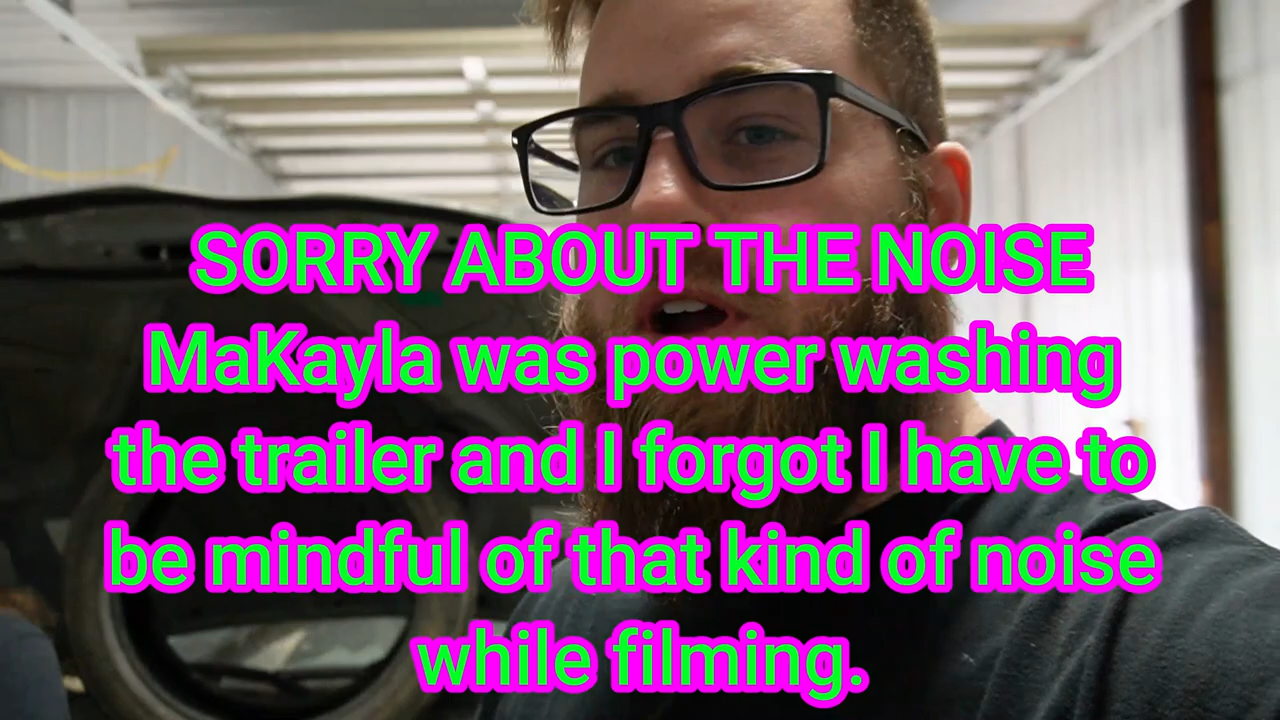 SORRY ABOUT THE NOISE
MaKayla was power washing
the trailer and I forgot I have to
be mindful of that kind of noise
while filming.